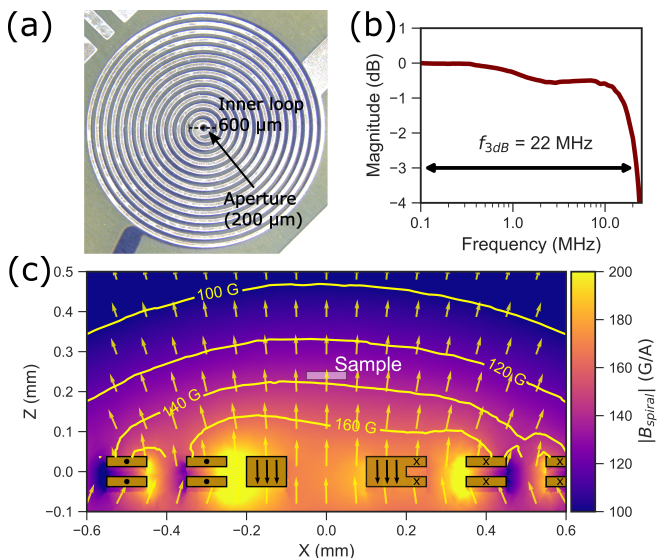 (a)
Inner loop
600 μm
Aperture
(200 μm)
(b)
Magnitude (dB)
1
0
-1
-2
-3
-4
f3dB = 22 MHz
0.1
1.0
10.0
Frequency (MHz)
(c)
Z (mm)
0.5
0.4
0.3
0.2
0.1
0.0
-0.1
100 G
Sample
120 G
140 G
160 G
x x x x
x x x
-0.6 -0.4 -0.2 0.0 0.2 0.4 0.6
X (mm)
200
180
160
140
120
100
|Bspiral| (G/A)